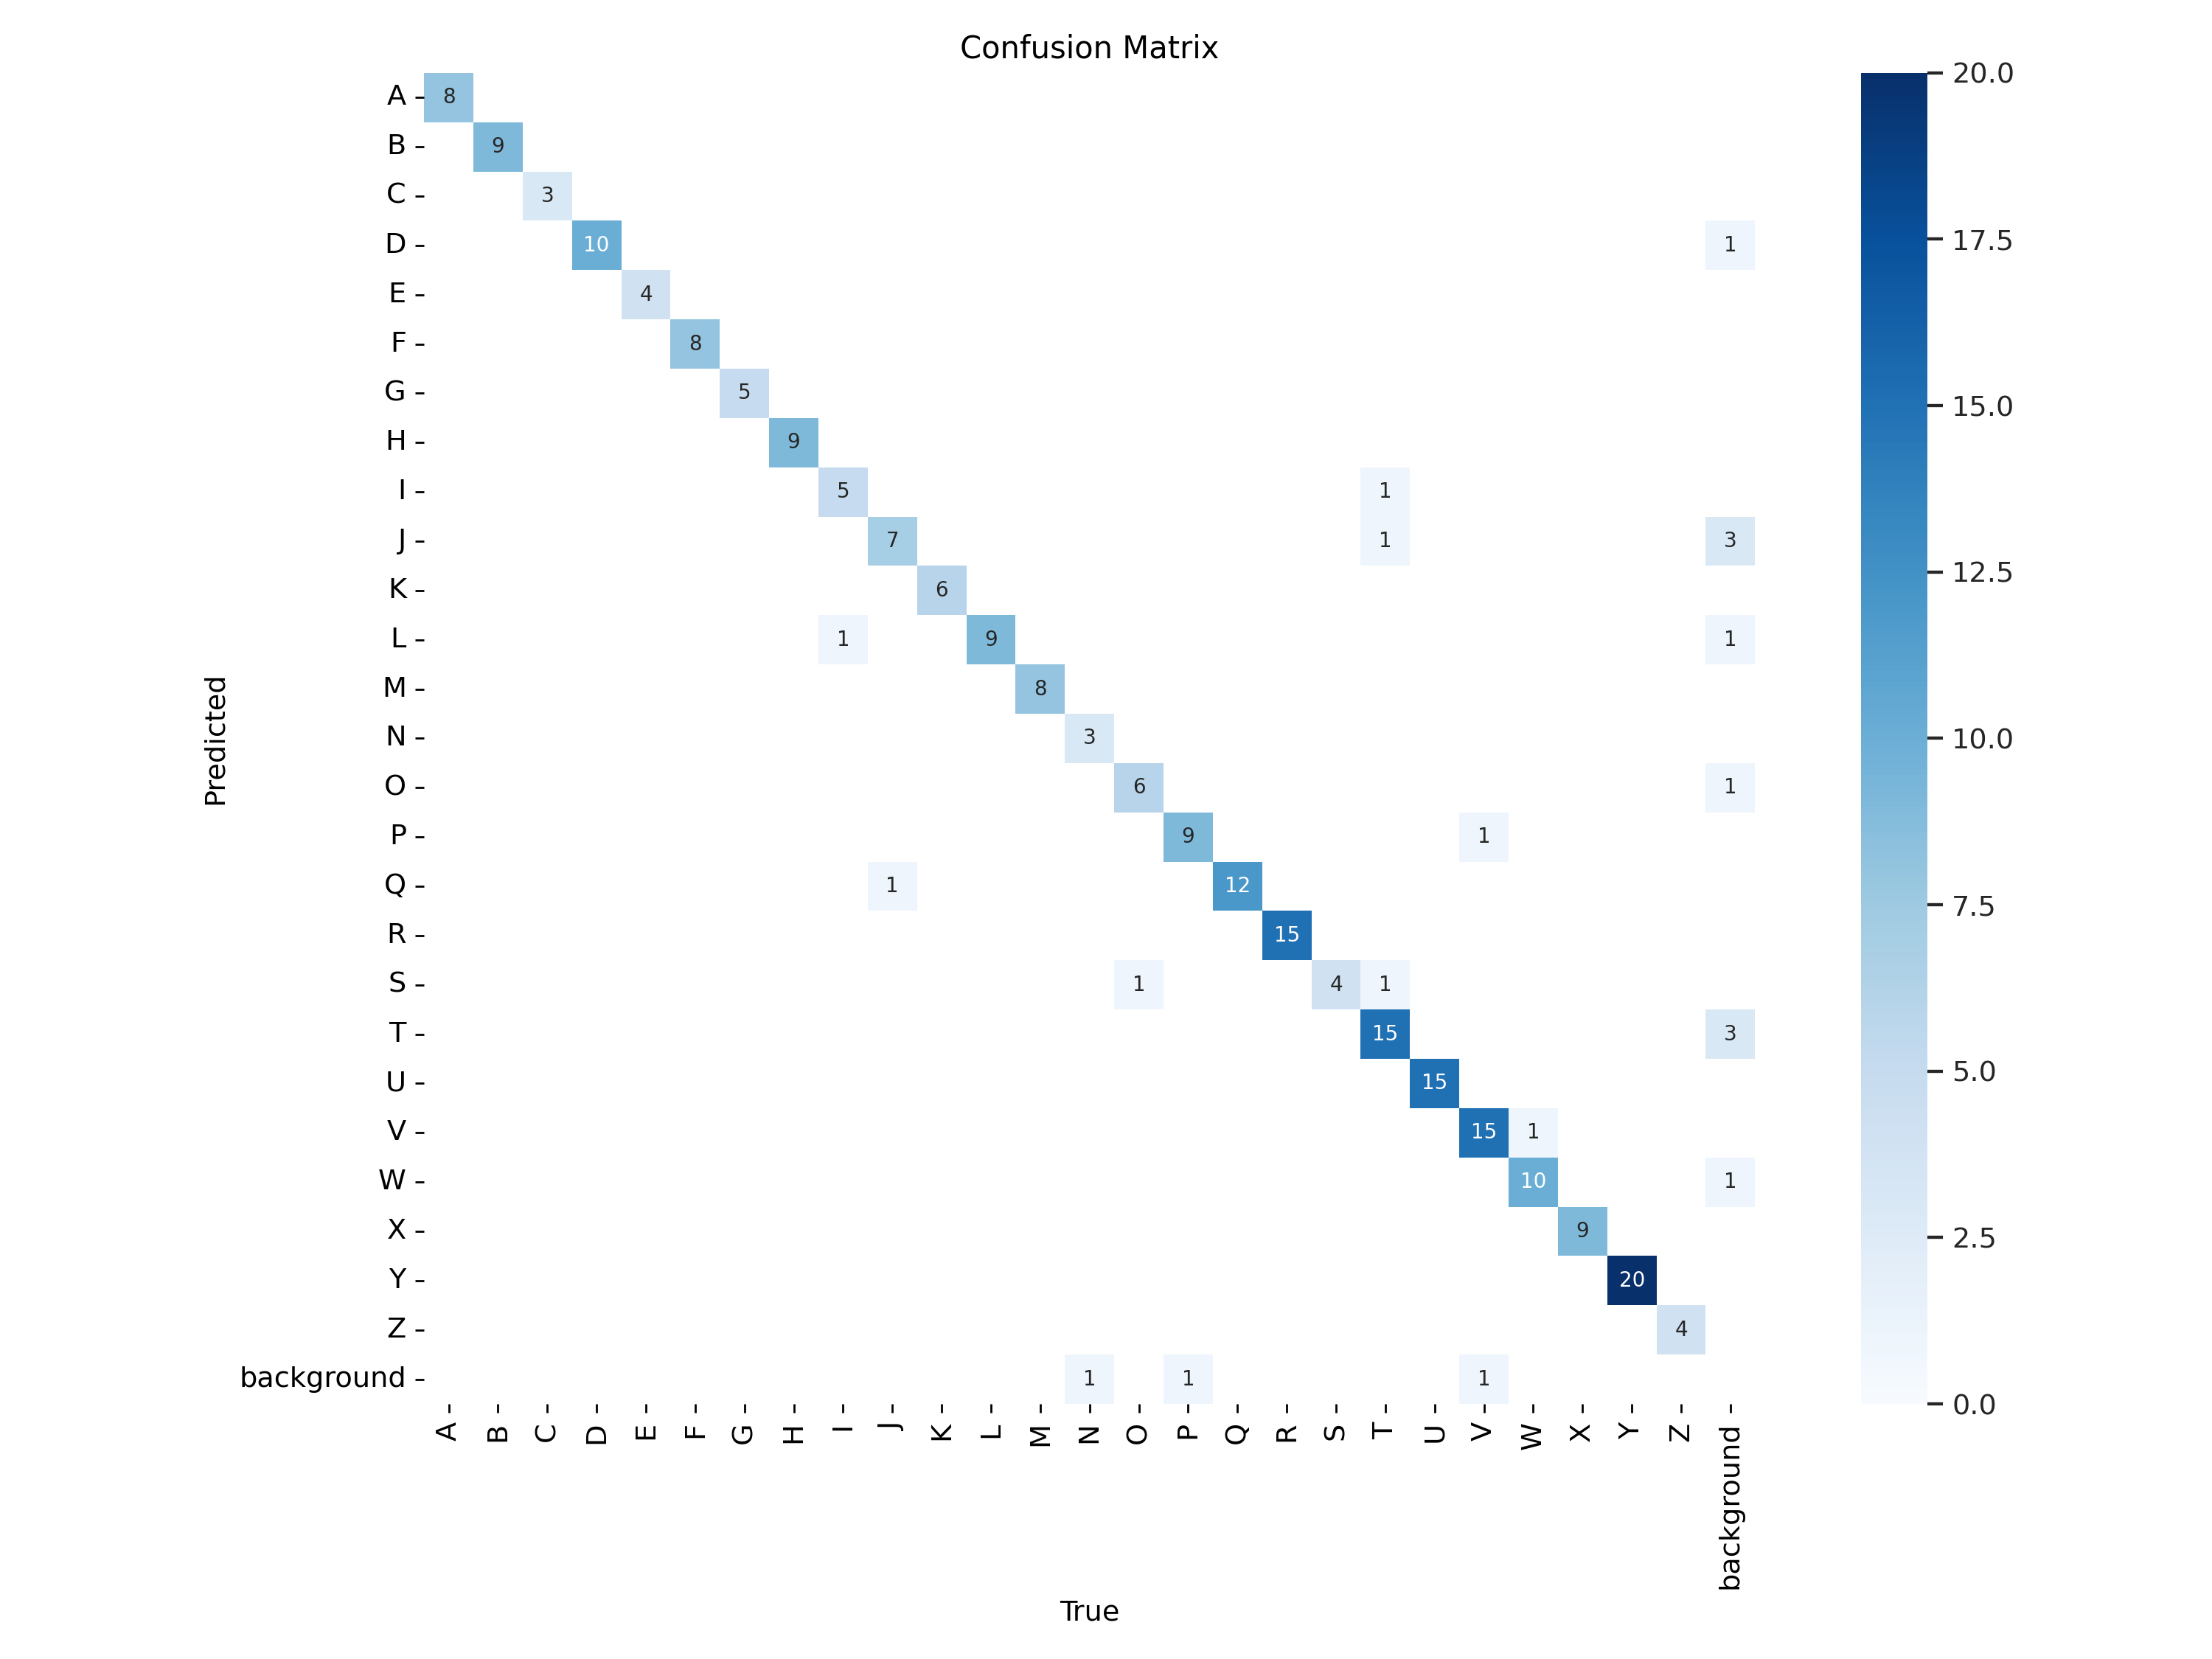 Confusion Matrix
A 8
B 9
C 3
D 10 1
E 4
F 8
G 5
H 9
I 5 1
J 7 1 3
K 6
L 1 9 1
M 8
N 3
O 6 1
P 9 1
Q 1 12
R 15
S 1 4 1
T 15 3
U 15
V 15 1
W 10 1
X 9
Y 20
Z 4
background 1 1 1
A B C D E F G H I J K L M N O P Q R S T U V W X Y Z background
True
Predicted
20.0
17.5
15.0
12.5
10.0
7.5
5.0
2.5
0.0